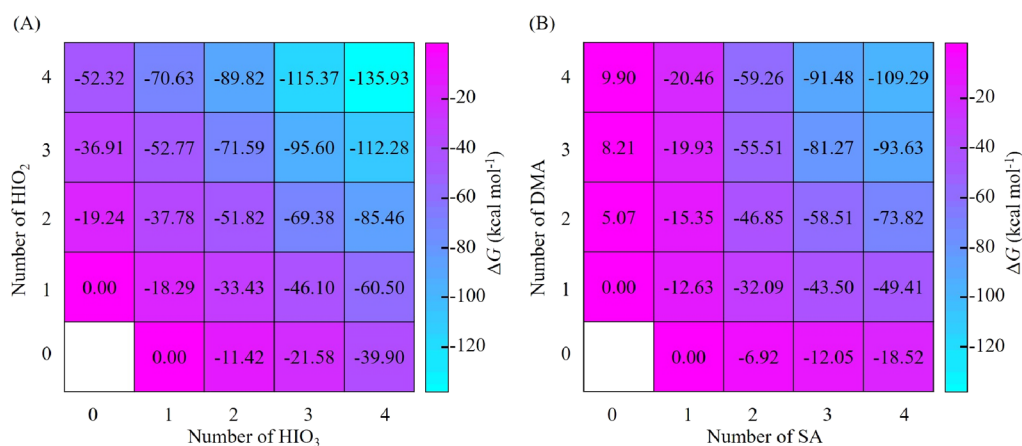 (A)
(B)
4 -52.32 -70.63 -89.82 -115.37 -135.93
3 -36.91 -52.77 -71.59 -95.60 -112.28
2 -19.24 -37.78 -51.82 -69.38 -85.46
1 0.00 -18.29 -33.43 -46.10 -60.50
0 0.00 -11.42 -21.58 -39.90
0 1 2 3 4
Number of HIO₃
Number of HIO₂
-20
-40
-60
-80
-100
-120
ΔG (kcal mol⁻¹)
4 9.90 -20.46 -59.26 -91.48 -109.29
3 8.21 -19.93 -55.51 -81.27 -93.63
2 5.07 -15.35 -46.85 -58.51 -73.82
1 0.00 -12.63 -32.09 -43.50 -49.41
0 0.00 -6.92 -12.05 -18.52
0 1 2 3 4
Number of SA
Number of DMA
-20
-40
-60
-80
-100
-120
ΔG (kcal mol⁻¹)